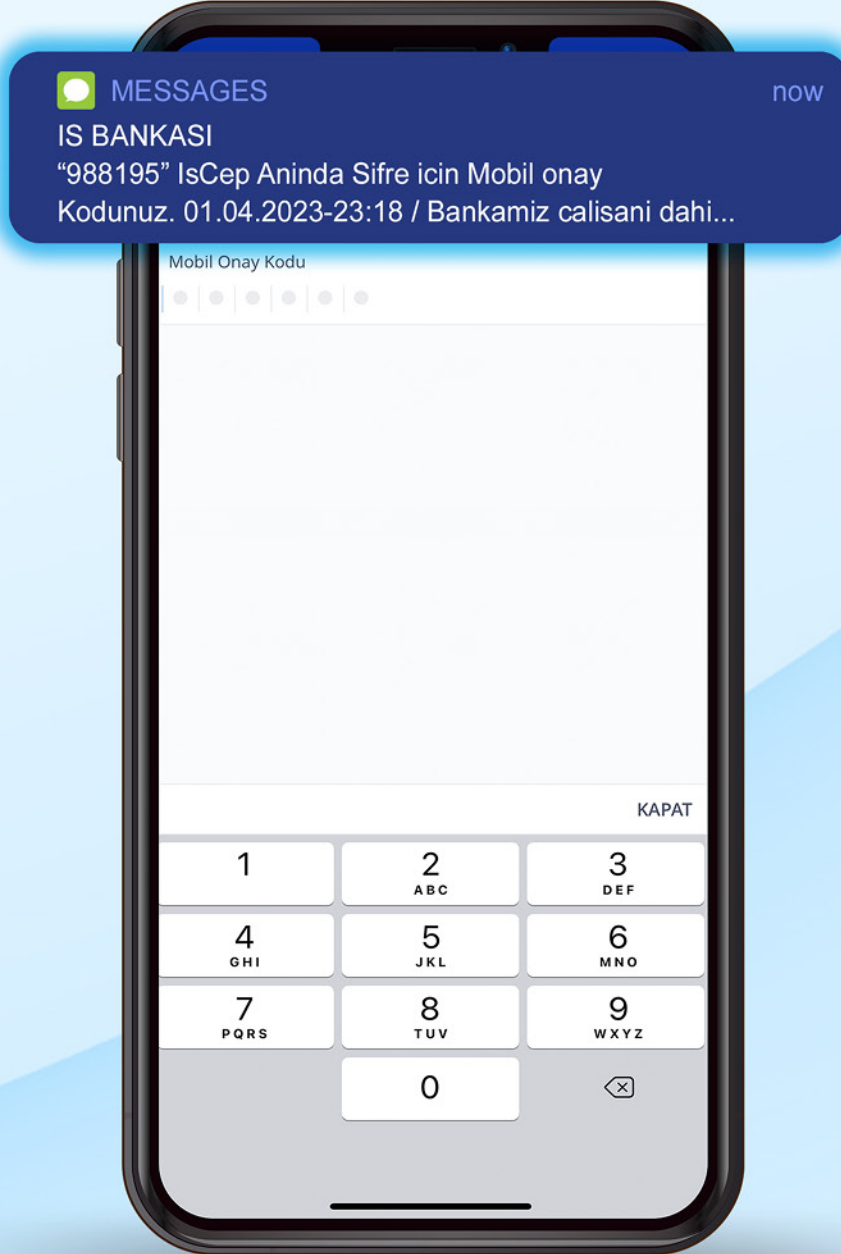 MESSAGES now
IS BANKASI
“988195” IsCep Aninda Sifre icin Mobil onay
Kodunuz. 01.04.2023-23:18 / Bankamiz calisani dahi...
Mobil Onay Kodu
KAPAT
1 2 3
ABC DEF
4 5 6
GHI JKL MNO
7 8 9
PQRS TUV WXYZ
0